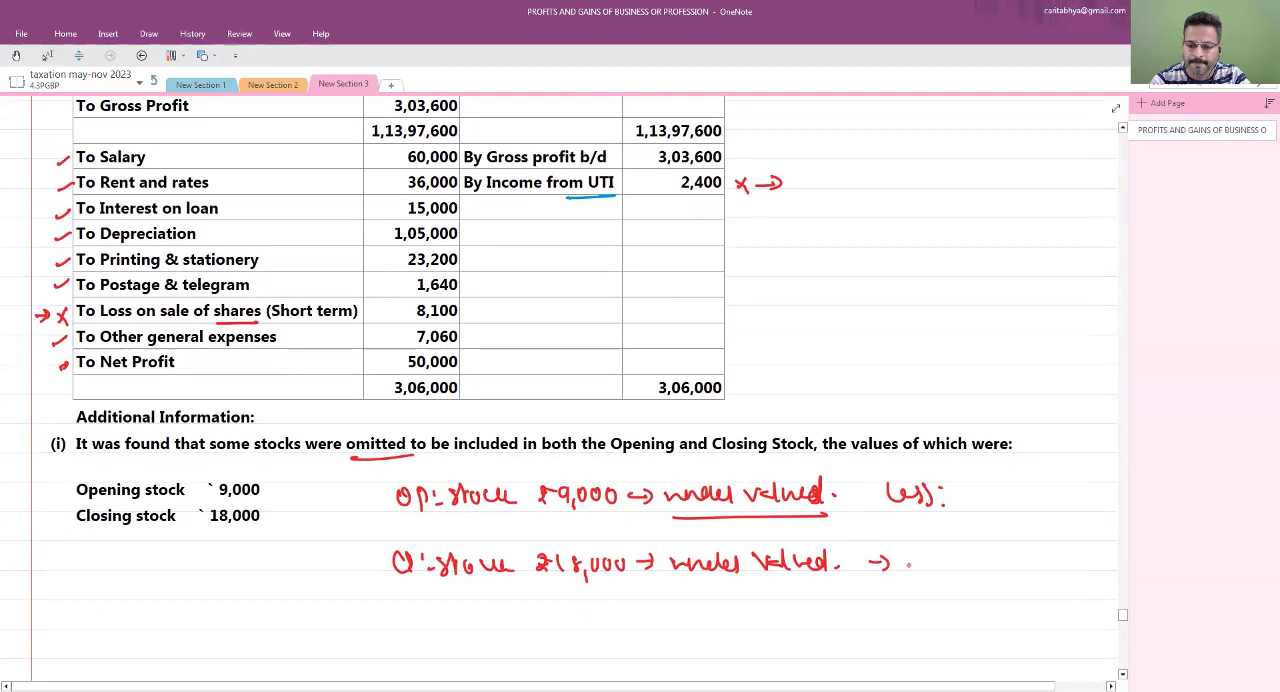 PROFITS AND GAINS OF BUSINESS OR PROFESSION - OneNote
caritabhya@gmail.com
File Home Insert Draw History Review View Help
taxation may-nov 2023
4.3PGBP
New Section 1 New Section 2 New Section 3 +
Add Page
PROFITS AND GAINS OF BUSINESS O
To Gross Profit 3,03,600
1,13,97,600 1,13,97,600
To Salary 60,000 By Gross profit b/d 3,03,600
To Rent and rates 36,000 By Income from UTI 2,400 x →
To Interest on loan 15,000
To Depreciation 1,05,000
To Printing & stationery 23,200
To Postage & telegram 1,640
→ x To Loss on sale of shares (Short term) 8,100
To Other general expenses 7,060
To Net Profit 50,000
3,06,000 3,06,000
Additional Information:
(i) It was found that some stocks were omitted to be included in both the Opening and Closing Stock, the values of which were:
Opening stock ` 9,000
Closing stock ` 18,000
Op. stock ₹9,000 → under valued. Less:
Cl. stock ₹18,000 → under valued. →